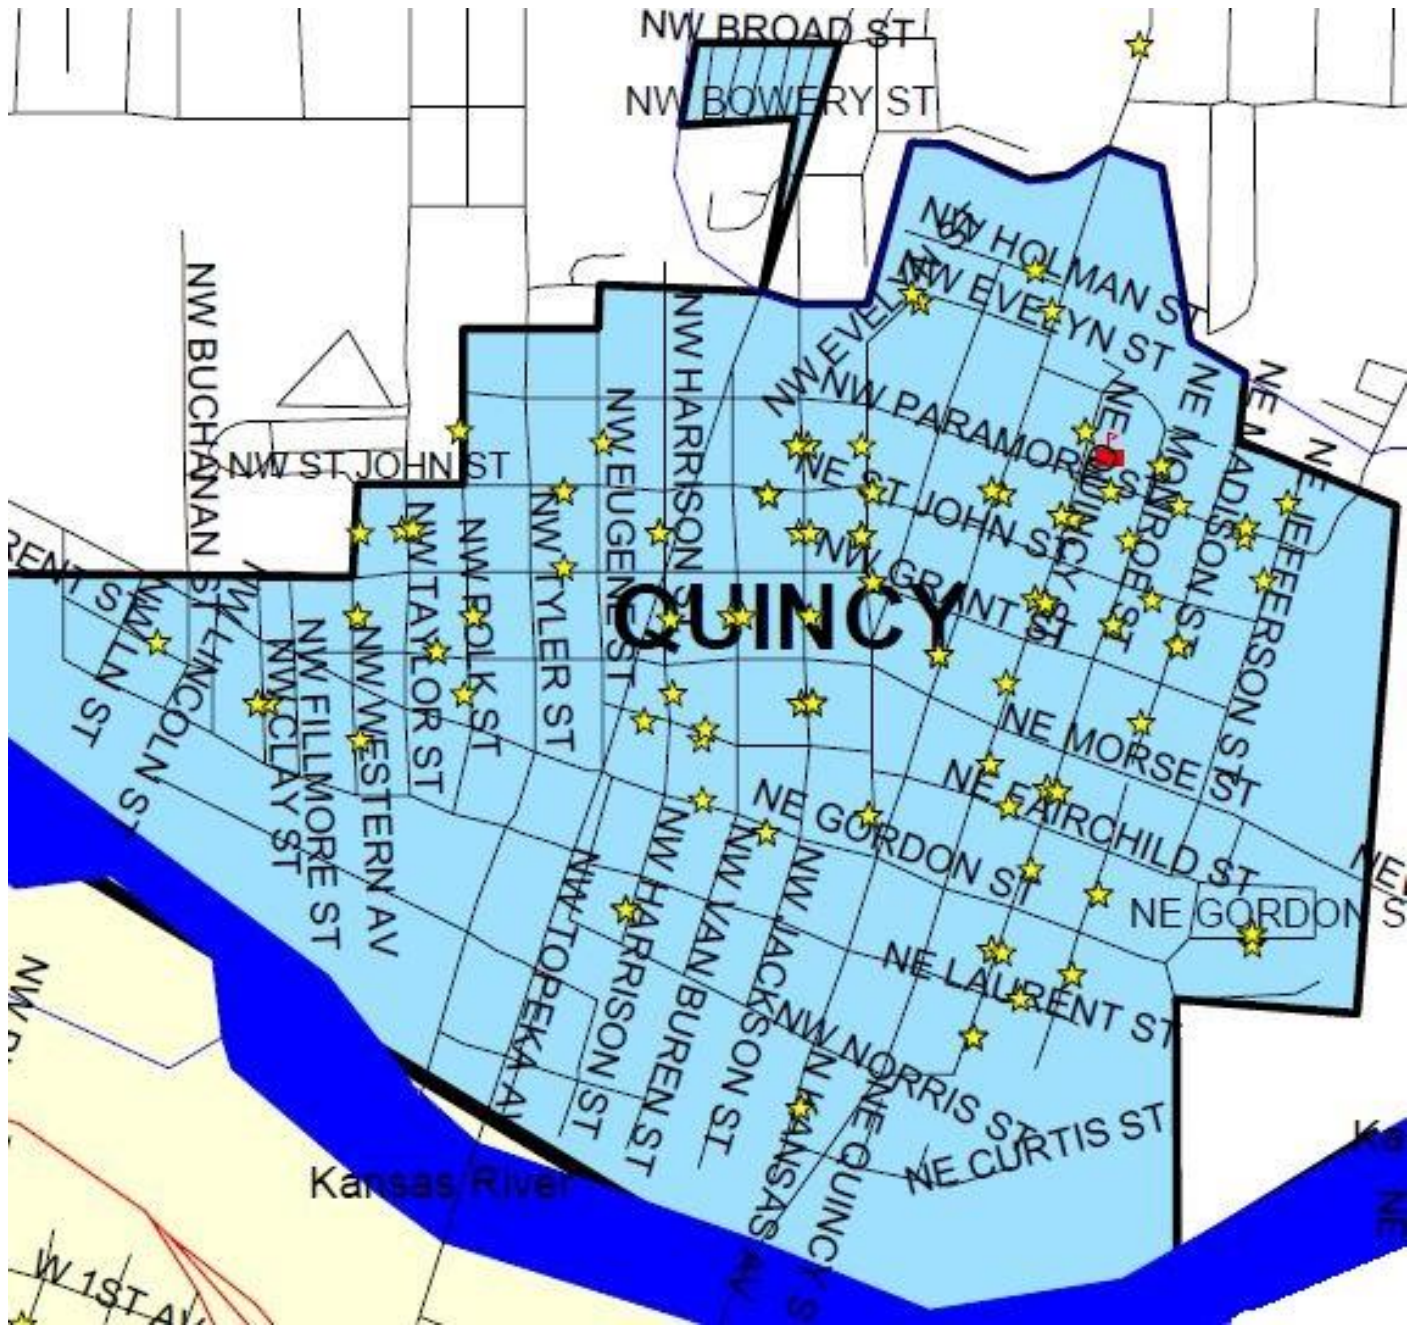 NW BROAD ST
NW BOWERY ST
NW HOLMAN ST
NW EVELYN ST
NW PARAMORE ST
NE QUINCY ST
NE MONROE ST
NE MADISON ST
NE JEFFERSON ST
NW BUCHANAN ST
NW HARRISON ST
NW EUGENE ST
NW ST JOHN ST
NE ST JOHN ST
NW TAYLOR ST
NW POLK ST
NW TYLER ST
NW GRANT ST
QUINCY
NW LINCOLN ST
NW CLAY ST
NW FILLMORE ST
NW WESTERN AV
NE MORSE ST
NE FAIRCHILD ST
NE GORDON ST
NE GORDON S
NW TOPEKA AV
NW HARRISON ST
NW VAN BUREN ST
NW JACKSON ST
NE LAURENT ST
NW NORRIS ST
NE CURTIS ST
N KANSAS AV
NE QUINCY S
Kansas River
Ka
NE
W 1ST AV